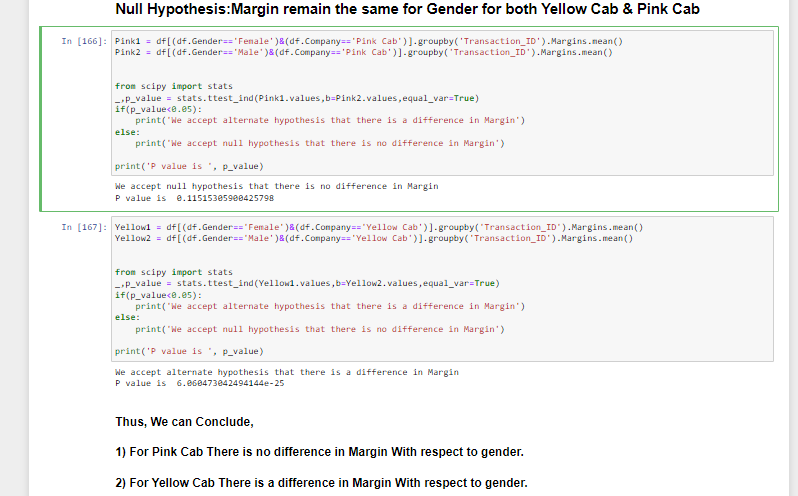 Null Hypothesis:Margin remain the same for Gender for both Yellow Cab & Pink Cab
In [166]: Pink1 = df[(df.Gender=='Female')&(df.Company=='Pink Cab')].groupby('Transaction_ID').Margins.mean()
Pink2 = df[(df.Gender=='Male')&(df.Company=='Pink Cab')].groupby('Transaction_ID').Margins.mean()
from scipy import stats
_,p_value = stats.ttest_ind(Pink1.values,b=Pink2.values,equal_var=True)
if(p_value<0.05):
    print('We accept alternate hypothesis that there is a difference in Margin')
else:
    print('We accept null hypothesis that there is no difference in Margin')
print('P value is ', p_value)
We accept null hypothesis that there is no difference in Margin
P value is  0.11515305900425798
In [167]: Yellow1 = df[(df.Gender=='Female')&(df.Company=='Yellow Cab')].groupby('Transaction_ID').Margins.mean()
Yellow2 = df[(df.Gender=='Male')&(df.Company=='Yellow Cab')].groupby('Transaction_ID').Margins.mean()
from scipy import stats
_,p_value = stats.ttest_ind(Yellow1.values,b=Yellow2.values,equal_var=True)
if(p_value<0.05):
    print('We accept alternate hypothesis that there is a difference in Margin')
else:
    print('We accept null hypothesis that there is no difference in Margin')
print('P value is ', p_value)
We accept alternate hypothesis that there is a difference in Margin
P value is  6.060473042494144e-25
Thus, We can Conclude,
1) For Pink Cab There is no difference in Margin With respect to gender.
2) For Yellow Cab There is a difference in Margin With respect to gender.